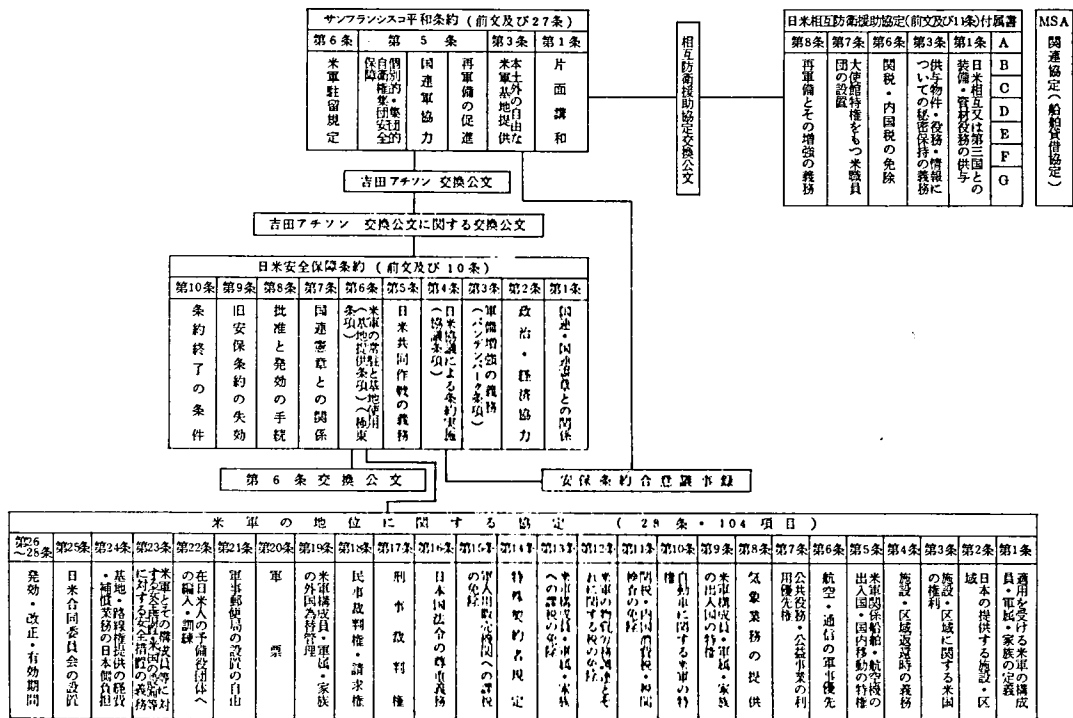 サンフランシスコ平和条約(前文及び27条)
第6条
第5条
第3条
第1条
米軍駐留規定
個別的・集団的
自衛権集団安全
保障
国連軍協力
再軍備の促進
本土外の自由な
米軍基地提供
片面講和
相互防衛援助協定交換公文
日米相互防衛援助協定(前文及び11条)付属書
第8条
第7条
第6条
第3条
第1条
再軍備とその増強の義務
大使館特権をもつ米職員
団の設置
関税・内国税の免除
供与物件・役務・情報に
ついての秘密保持の義務
日米相互又は第三国との
装備・資材役務の供与
A
B
C
D
E
F
G
MSA
関連協定(船舶貸借協定)
吉田アチソン 交換公文
吉田アチソン 交換公文に関する交換公文
日米安全保障条約(前文及び10条)
第10条
第9条
第8条
第7条
第6条
第5条
第4条
第3条
第2条
第1条
条約終了の条件
旧安保条約の失効
批准と発効の手続
国連憲章との関係
米軍の常駐と基地使用
(基地提供条項)(極東
条項)
日米共同作戦の義務
日米協議による条約実施
(協議条項)
軍備増強の義務
(バンデンバーク条項)
政治・経済協力
国連・国連憲章との関係
第6条交換公文
安保条約合意議事録
米軍の地位に関する協定 (28条・104項目)
第26
~28条
第25条
第24条
第23条
第22条
第21条
第20条
第19条
第18条
第17条
第16条
第15条
第14条
第13条
第12条
第11条
第10条
第9条
第8条
第7条
第6条
第5条
第4条
第3条
第2条
第1条
発効・改正・有効期間
日米合同委員会の設置
基地・路線権提供の経費
・補償業務の日本側負担
米軍とその構成員等に対
する安全措置の義務
在日米人の予備役団体へ
の編入・訓練
軍事郵便局の設置の自由
軍票
米軍構成員・軍属・家族
の外国為替管理
民事裁判権・請求権
刑事裁判権
日本国法令の尊重義務
軍人用販売機関への課税
の免除
特殊契約者規定
米軍構成員・軍属・家族
への課税の免除
米軍の物資労務調達とそ
れに関する税の免除
関税・内国消費税・税関
検査の免除
自動車に関する米軍の特
権
米軍構成員・軍属・家族
の出入国の特権
気象業務の提供
公共役務・公益事業の利
用優先権
航空・通信の軍事優先
米軍関係船舶・航空機の
出入国・国内移動の特権
施設・区域返還時の義務
施設・区域に関する米国
の権利
日本の提供する施設・区
域
適用を受ける米軍の構成
員・軍属・家族の定義